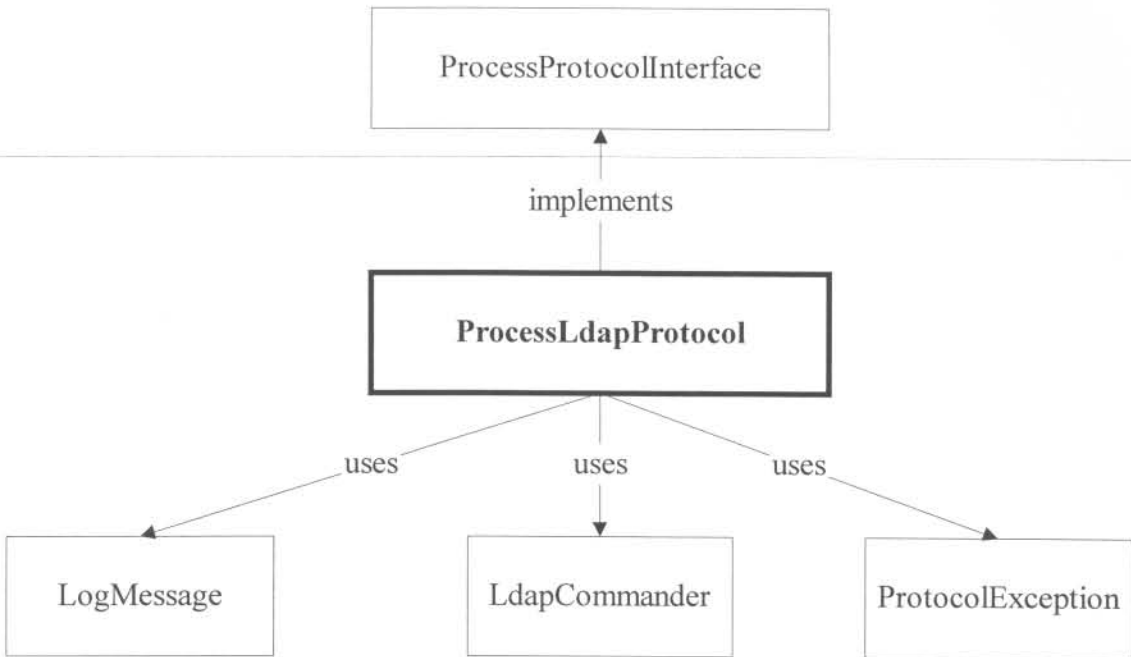 ProcessProtocolInterface
implements
ProcessLdapProtocol
uses
uses
uses
LogMessage
LdapCommander
ProtocolException